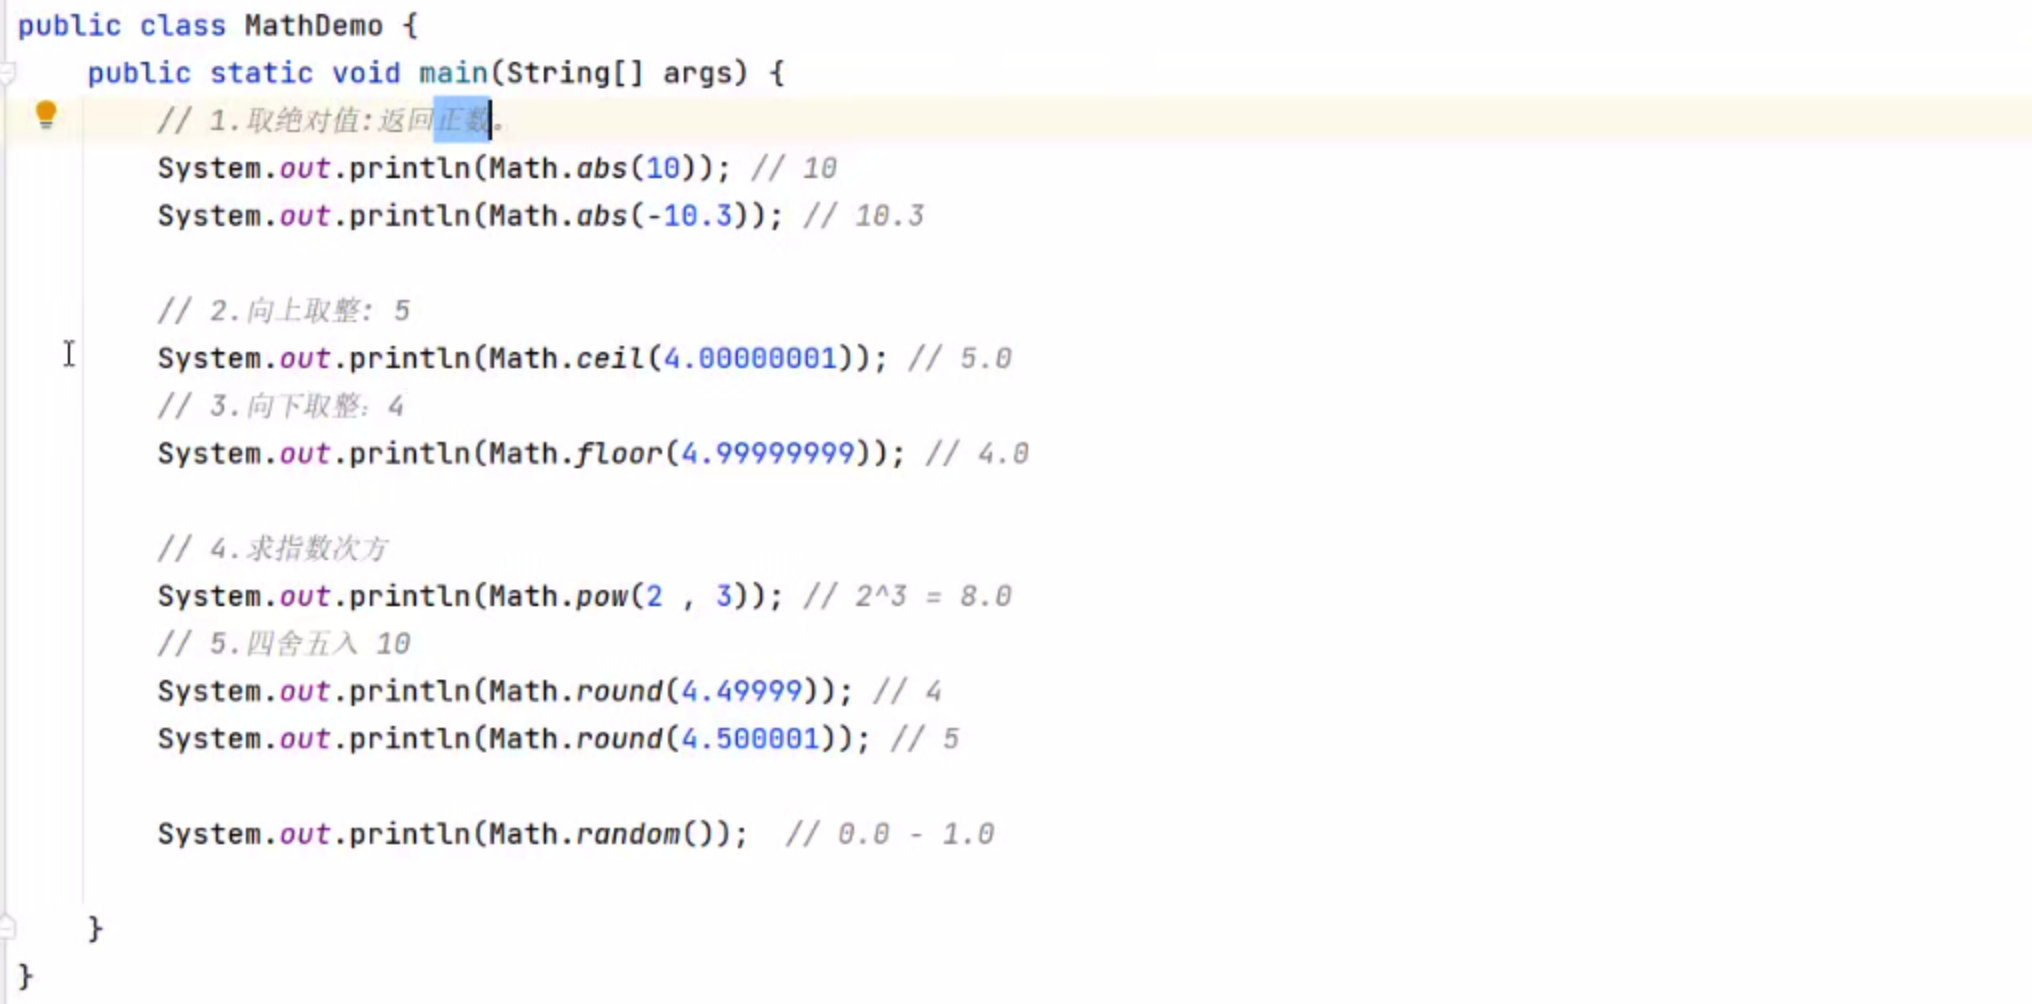 public class MathDemo {
public static void main(String[] args) {
// 1.取绝对值:返回正数。
System.out.println(Math.abs(10)); // 10
System.out.println(Math.abs(-10.3)); // 10.3
// 2.向上取整: 5
System.out.println(Math.ceil(4.00000001)); // 5.0
// 3.向下取整：4
System.out.println(Math.floor(4.99999999)); // 4.0
// 4.求指数次方
System.out.println(Math.pow(2 , 3)); // 2^3 = 8.0
// 5.四舍五入 10
System.out.println(Math.round(4.49999)); // 4
System.out.println(Math.round(4.500001)); // 5
System.out.println(Math.random());  // 0.0 - 1.0
}
}